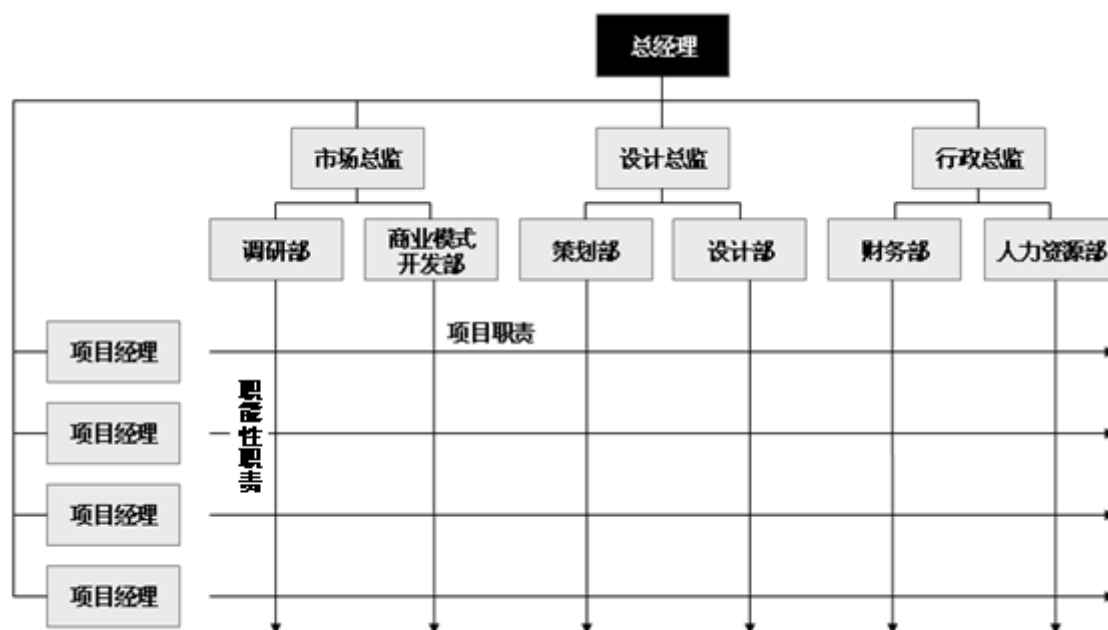 总经理
市场总监
设计总监
行政总监
调研部
商业模式
开发部
策划部
设计部
财务部
人力资源部
项目职责
项目经理
职能性职责
项目经理
项目经理
项目经理